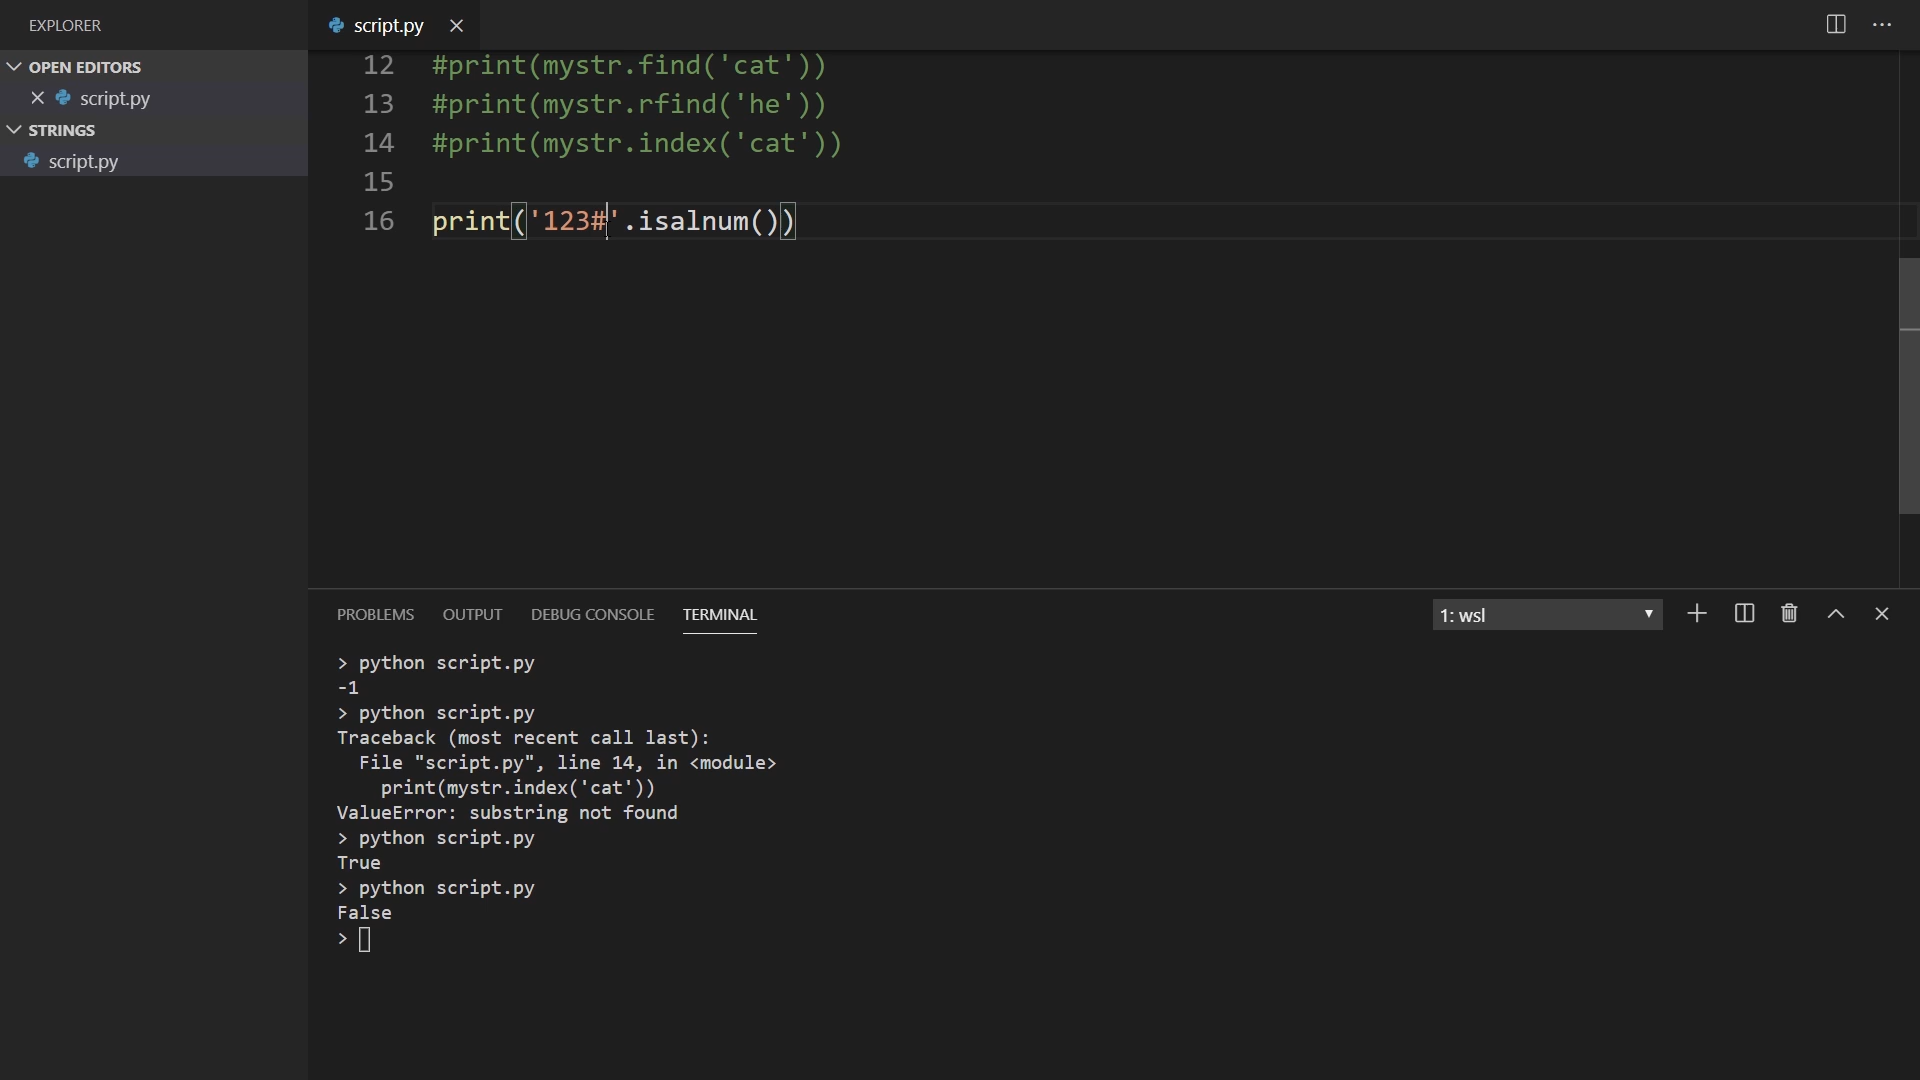 EXPLORER
script.py
OPEN EDITORS
script.py
STRINGS
script.py
12 #print(mystr.find('cat'))
13 #print(mystr.rfind('he'))
14 #print(mystr.index('cat'))
15
16 print('123#'.isalnum())
PROBLEMS OUTPUT DEBUG CONSOLE TERMINAL 1: wsl
> python script.py
-1
> python script.py
Traceback (most recent call last):
  File "script.py", line 14, in <module>
    print(mystr.index('cat'))
ValueError: substring not found
> python script.py
True
> python script.py
False
>